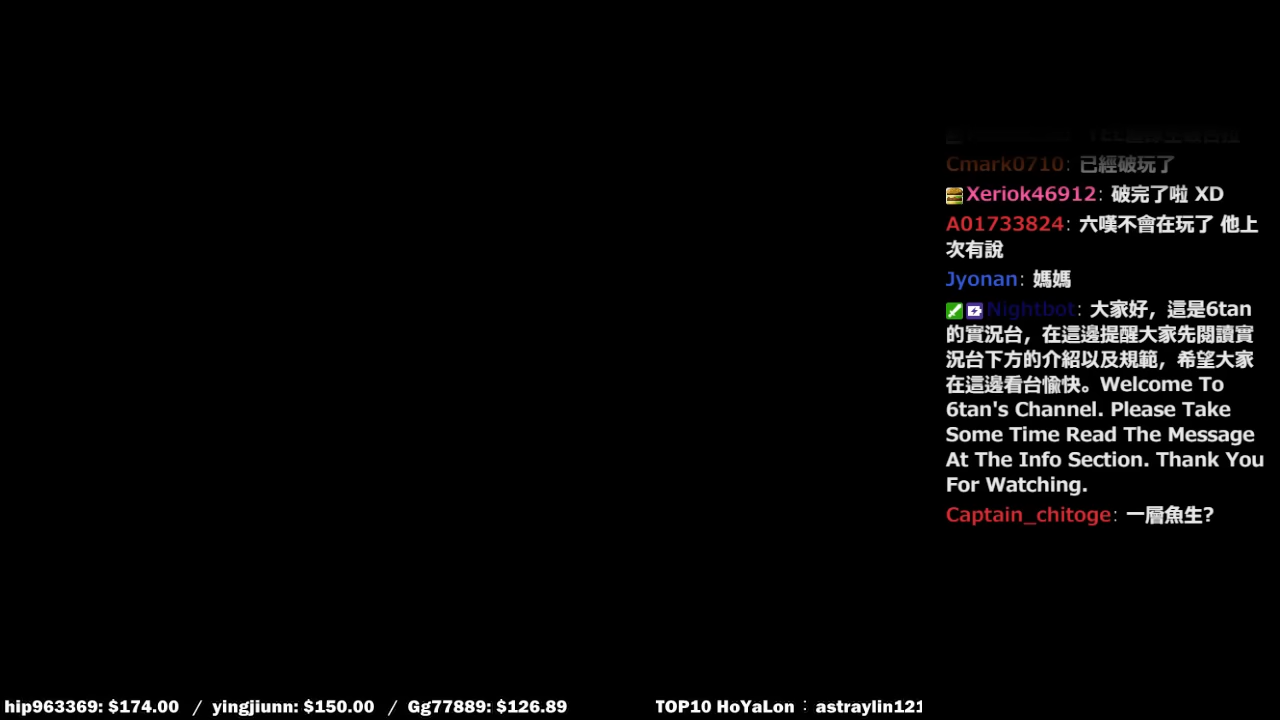 Cmark0710: 已經破玩了
Xeriok46912: 破完了啦 XD
A01733824: 六嘆不會在玩了 他上
次有說
Jyonan: 媽媽
Nightbot: 大家好，這是6tan
的實況台，在這邊提醒大家先閱讀實
況台下方的介紹以及規範，希望大家
在這邊看台愉快。Welcome To
6tan's Channel. Please Take
Some Time Read The Message
At The Info Section. Thank You
For Watching.
Captain_chitoge: 一層魚生?
hip963369: $174.00 / yingjiunn: $150.00 / Gg77889: $126.89 TOP10 HoYaLon：astraylin121